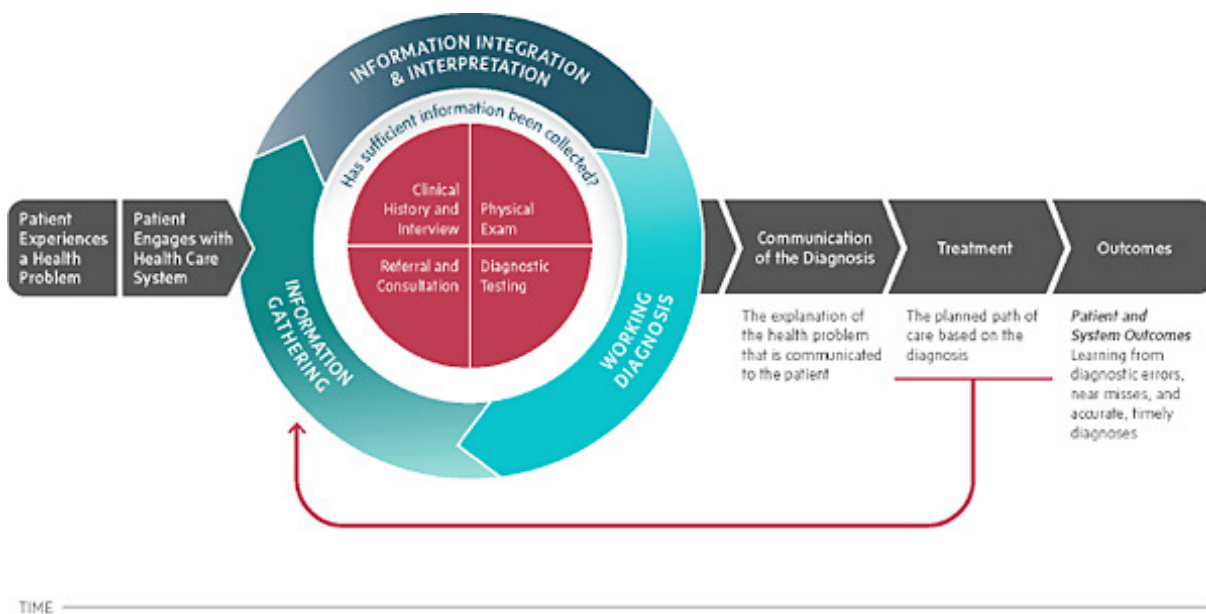 INFORMATION INTEGRATION
& INTERPRETATION
Has sufficient information been collected?
Clinical
History and
Interview
Physical
Exam
Referral and
Consultation
Diagnostic
Testing
INFORMATION
GATHERING
WORKING
DIAGNOSIS
Patient
Experiences
a Health
Problem
Patient
Engages with
Health Care
System
Communication
of the Diagnosis
Treatment
Outcomes
The explanation of
the health problem
that is communicated
to the patient
The planned path of
care based on the
diagnosis
Patient and
System Outcomes
Learning from
diagnostic errors,
near misses, and
accurate, timely
diagnoses
TIME